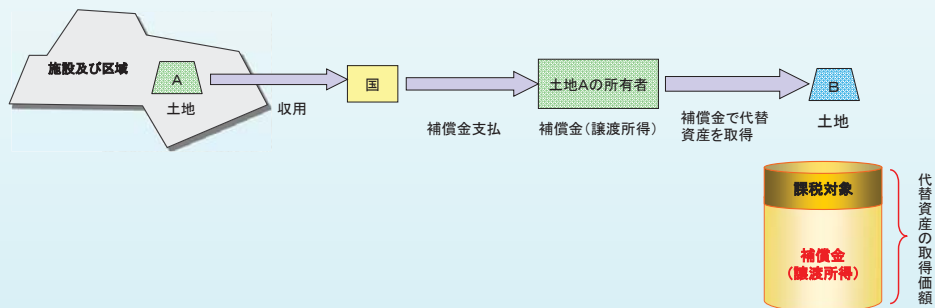 施設及び区域
A
土地
収用
国
補償金支払
土地Aの所有者
補償金(譲渡所得)
補償金で代替
資産を取得
B
土地
課税対象
補償金
(譲渡所得)
代替資産の取得価額